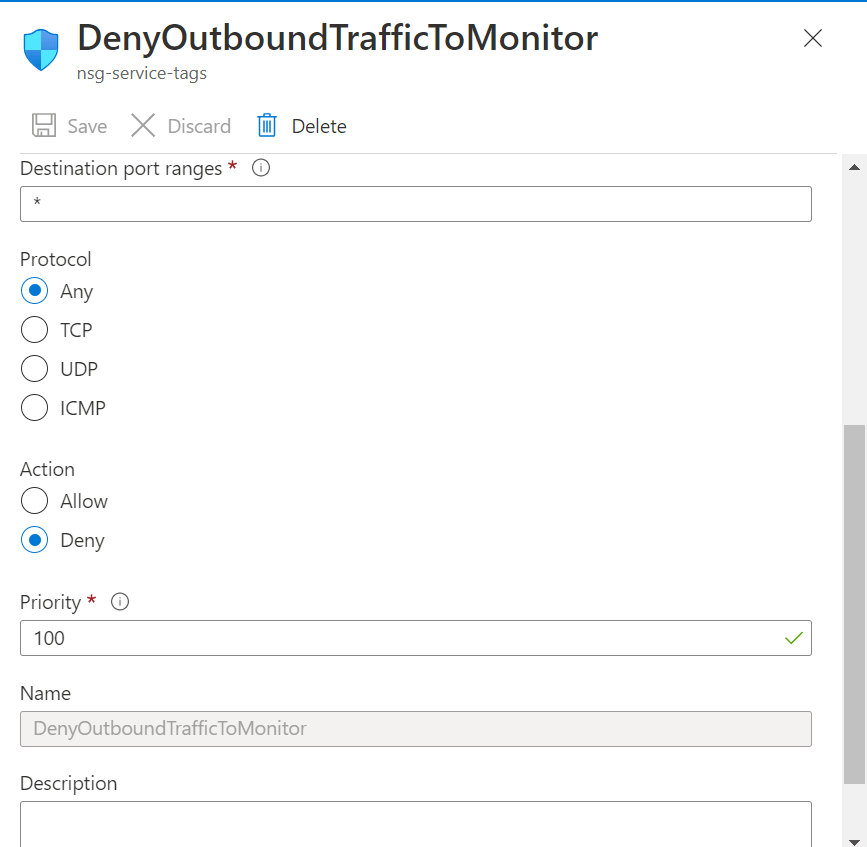 DenyOutboundTrafficToMonitor
nsg-service-tags
Save Discard Delete
Destination port ranges *
*
Protocol
Any
TCP
UDP
ICMP
Action
Allow
Deny
Priority *
100
Name
DenyOutboundTrafficToMonitor
Description